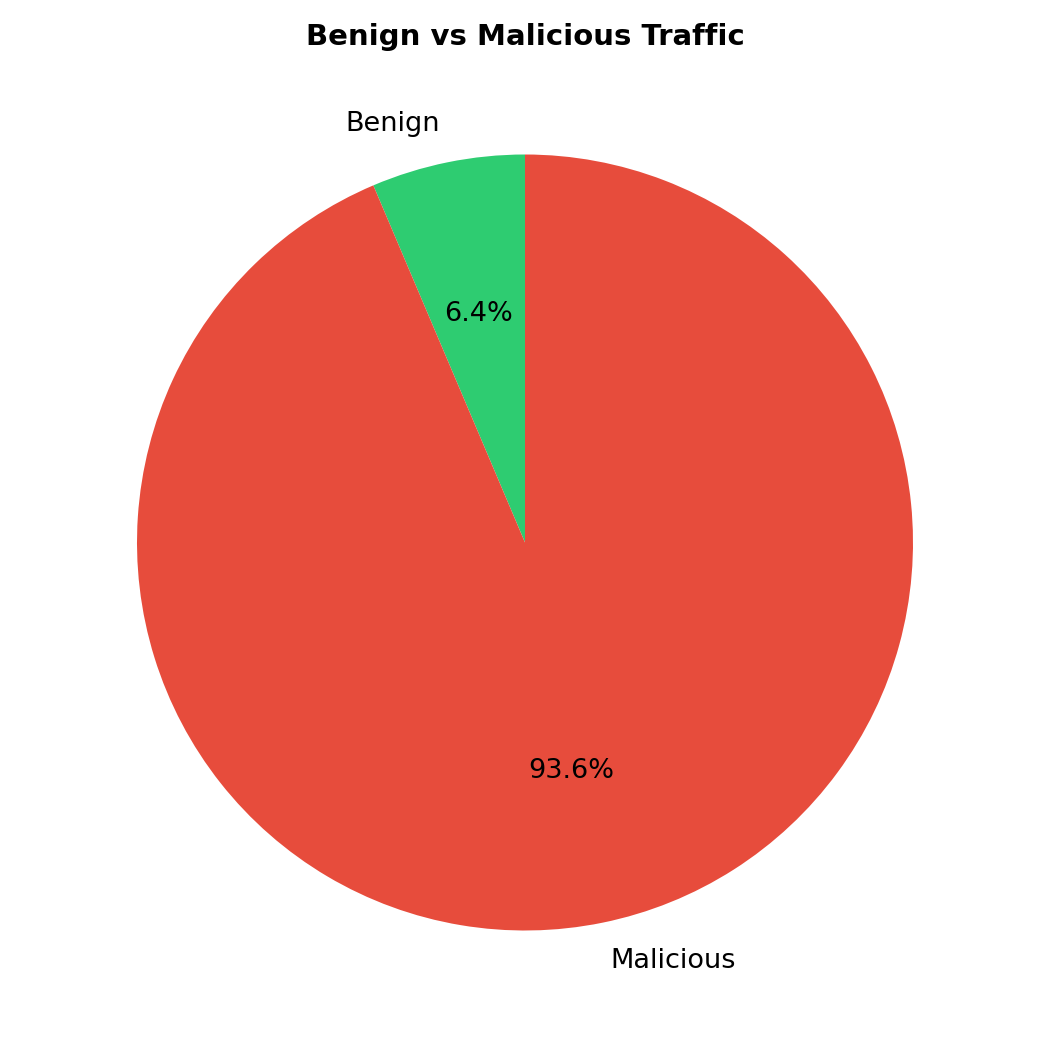 Benign vs Malicious Traffic
Benign
6.4%
93.6%
Malicious